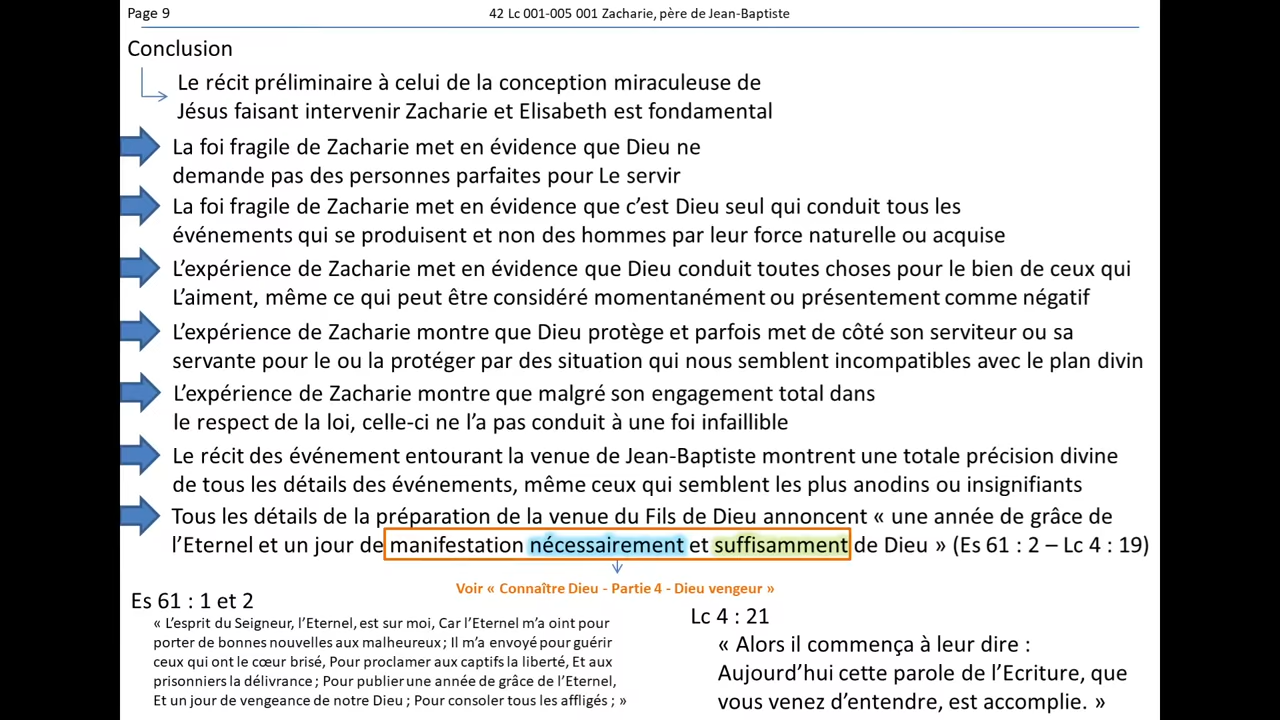 Page 9
42 Lc 001-005 001 Zacharie, père de Jean-Baptiste
Conclusion
Le récit préliminaire à celui de la conception miraculeuse de
Jésus faisant intervenir Zacharie et Elisabeth est fondamental
La foi fragile de Zacharie met en évidence que Dieu ne
demande pas des personnes parfaites pour Le servir
La foi fragile de Zacharie met en évidence que c’est Dieu seul qui conduit tous les
événements qui se produisent et non des hommes par leur force naturelle ou acquise
L’expérience de Zacharie met en évidence que Dieu conduit toutes choses pour le bien de ceux qui
L’aiment, même ce qui peut être considéré momentanément ou présentement comme négatif
L’expérience de Zacharie montre que Dieu protège et parfois met de côté son serviteur ou sa
servante pour le ou la protéger par des situation qui nous semblent incompatibles avec le plan divin
L’expérience de Zacharie montre que malgré son engagement total dans
le respect de la loi, celle-ci ne l’a pas conduit à une foi infaillible
Le récit des événement entourant la venue de Jean-Baptiste montrent une totale précision divine
de tous les détails des événements, même ceux qui semblent les plus anodins ou insignifiants
Tous les détails de la préparation de la venue du Fils de Dieu annoncent « une année de grâce de
l’Eternel et un jour de manifestation nécessairement et suffisamment de Dieu » (Es 61 : 2 – Lc 4 : 19)
Voir « Connaître Dieu - Partie 4 - Dieu vengeur »
Es 61 : 1 et 2
« L’esprit du Seigneur, l’Eternel, est sur moi, Car l’Eternel m’a oint pour
porter de bonnes nouvelles aux malheureux ; Il m’a envoyé pour guérir
ceux qui ont le cœur brisé, Pour proclamer aux captifs la liberté, Et aux
prisonniers la délivrance ; Pour publier une année de grâce de l’Eternel,
Et un jour de vengeance de notre Dieu ; Pour consoler tous les affligés ; »
Lc 4 : 21
« Alors il commença à leur dire :
Aujourd’hui cette parole de l’Ecriture, que
vous venez d’entendre, est accomplie. »